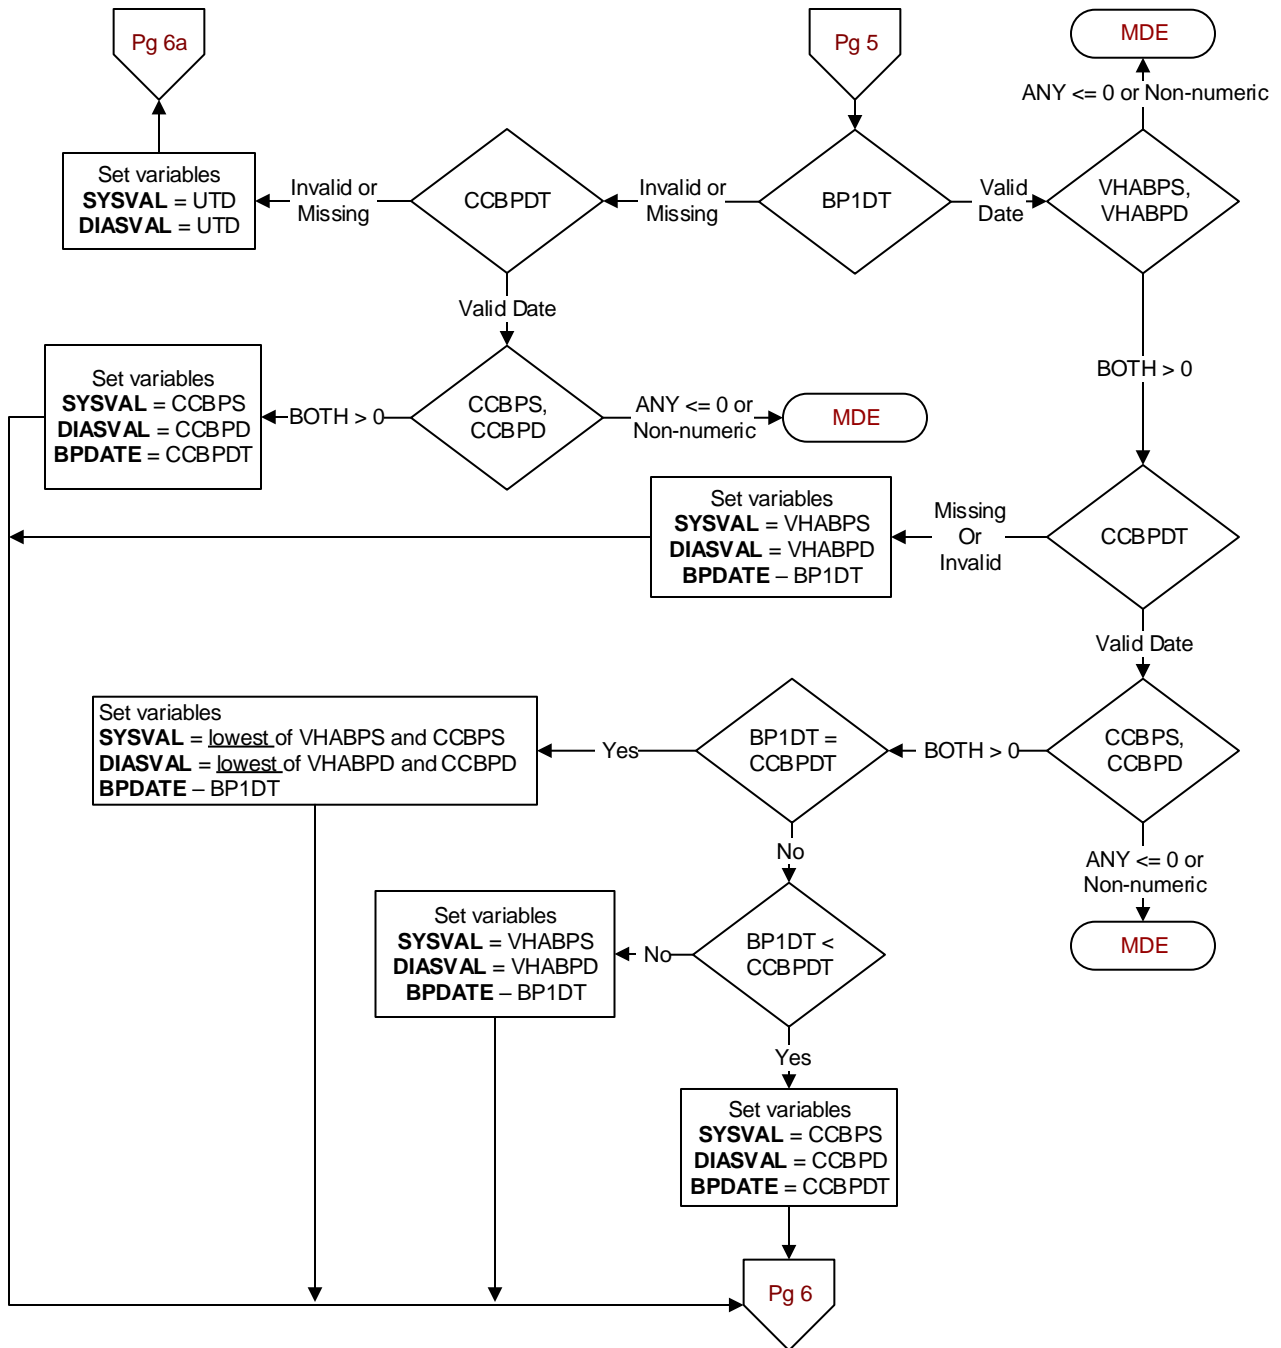 Pg 6a
Pg 5
MDE
ANY <= 0 or Non-numeric
Set variables
SYSVAL = UTD
DIASVAL = UTD
Invalid or
Missing
CCBPDT
Invalid or
Missing
BP1DT
Valid
Date
VHABPS,
VHABPD
Valid Date
BOTH > 0
Set variables
SYSVAL = CCBPS
DIASVAL = CCBPD
BPDATE = CCBPDT
BOTH > 0
CCBPS,
CCBPD
ANY <= 0 or
Non-numeric
MDE
Set variables
SYSVAL = VHABPS
DIASVAL = VHABPD
BPDATE – BP1DT
Missing
Or
Invalid
CCBPDT
Valid Date
Set variables
SYSVAL = lowest of VHABPS and CCBPS
DIASVAL = lowest of VHABPD and CCBPD
BPDATE – BP1DT
Yes
BP1DT =
CCBPDT
BOTH > 0
CCBPS,
CCBPD
No
ANY <= 0 or
Non-numeric
MDE
Set variables
SYSVAL = VHABPS
DIASVAL = VHABPD
BPDATE – BP1DT
No
BP1DT <
CCBPDT
Yes
Set variables
SYSVAL = CCBPS
DIASVAL = CCBPD
BPDATE = CCBPDT
Pg 6